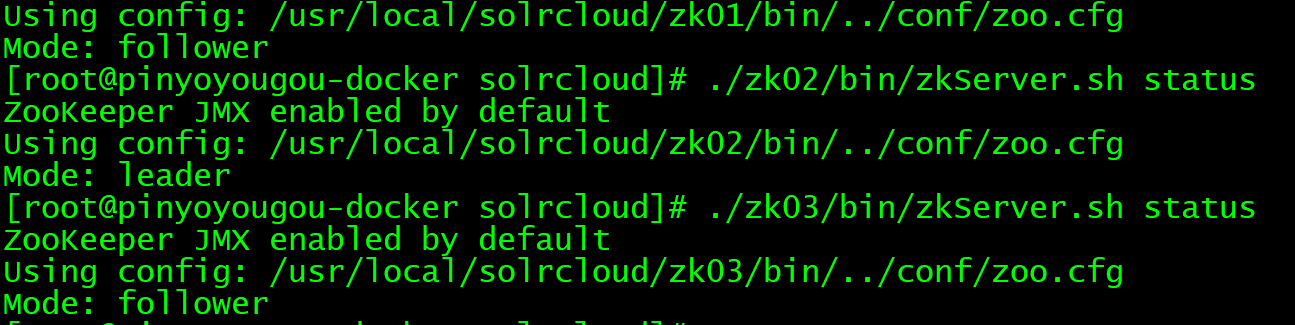 Using config: /usr/local/solrcloud/zk01/bin/../conf/zoo.cfg
Mode: follower
[root@pinyoyougou-docker solrcloud]# ./zk02/bin/zkServer.sh status
ZooKeeper JMX enabled by default
Using config: /usr/local/solrcloud/zk02/bin/../conf/zoo.cfg
Mode: leader
[root@pinyoyougou-docker solrcloud]# ./zk03/bin/zkServer.sh status
ZooKeeper JMX enabled by default
Using config: /usr/local/solrcloud/zk03/bin/../conf/zoo.cfg
Mode: follower